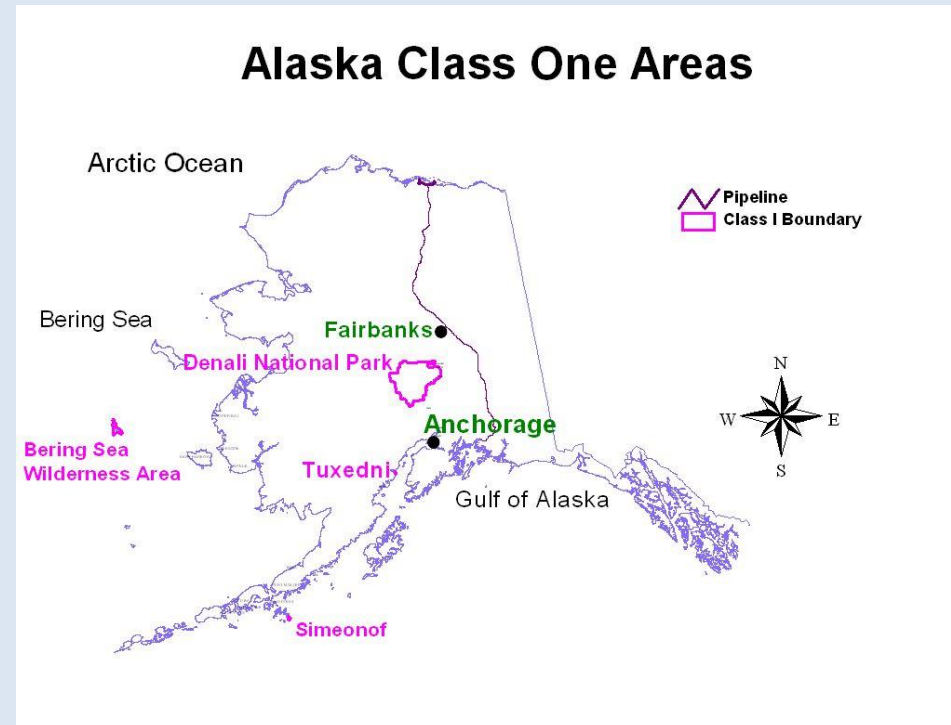 Alaska Class One Areas
Arctic Ocean
Pipeline
Class I Boundary
Bering Sea
Fairbanks
Denali National Park
N
W
E
S
Anchorage
Bering Sea
Wilderness Area
Tuxedni
Gulf of Alaska
Simeonof